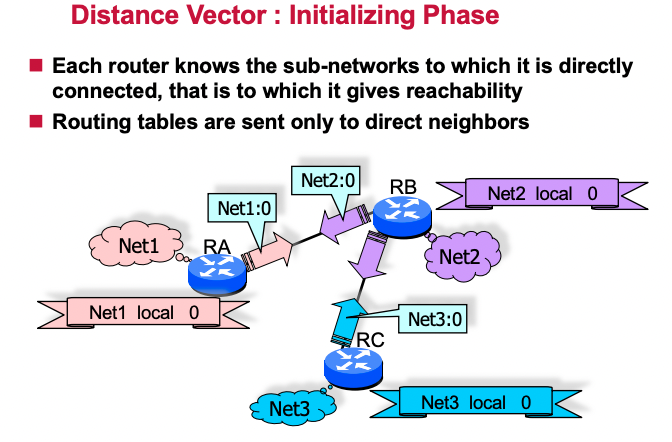 Distance Vector : Initializing Phase
Each router knows the sub-networks to which it is directly
connected, that is to which it gives reachability
Routing tables are sent only to direct neighbors
Net2:0
RB
Net2 local 0
Net1:0
Net1
RA
Net2
Net1 local 0
Net3:0
RC
Net3
Net3 local 0